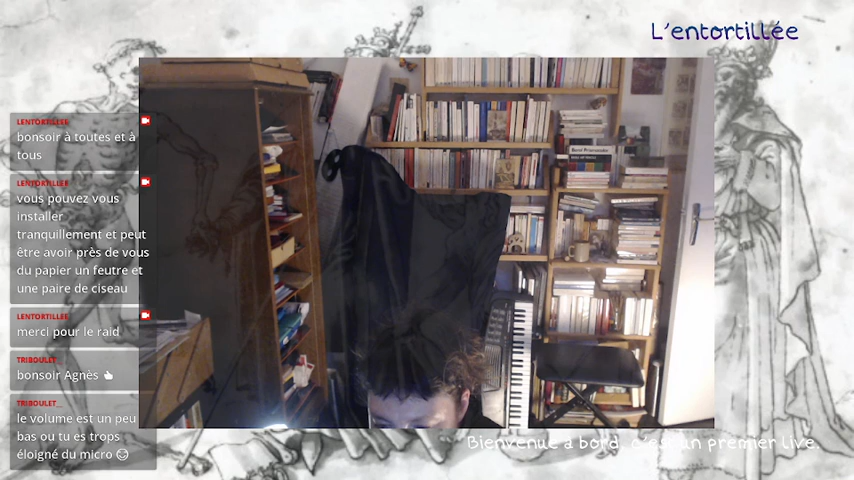 L'entortillée
LENTORTILLEE
bonsoir à toutes et à
tous
LENTORTILLEE
vous pouvez vous
installer
tranquillement et peut
être avoir près de vous
du papier un feutre et
une paire de ciseau
LENTORTILLEE
merci pour le raid
TRIBOULET_
bonsoir Agnès
TRIBOULET_
le volume est un peu
bas ou tu es trops
éloigné du micro
Bienvenue à bord, c'est un premier live.